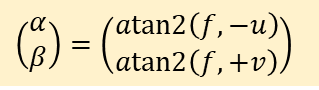 (α) = (atan2(f, −u))
(β) = (atan2(f, +v))